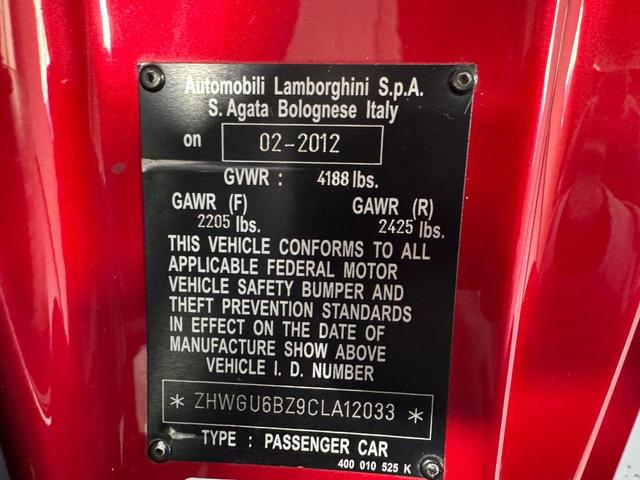 Automobili Lamborghini S.p.A.
S. Agata Bolognese Italy
on 02-2012
GVWR : 4188 lbs.
GAWR (F) GAWR (R)
2205 lbs. 2425 lbs.
THIS VEHICLE CONFORMS TO ALL
APPLICABLE FEDERAL MOTOR
VEHICLE SAFETY BUMPER AND
THEFT PREVENTION STANDARDS
IN EFFECT ON THE DATE OF
MANUFACTURE SHOW ABOVE
VEHICLE I. D. NUMBER
* ZHWGU6BZ9CLA12033 *
TYPE : PASSENGER CAR
400 010 525 K